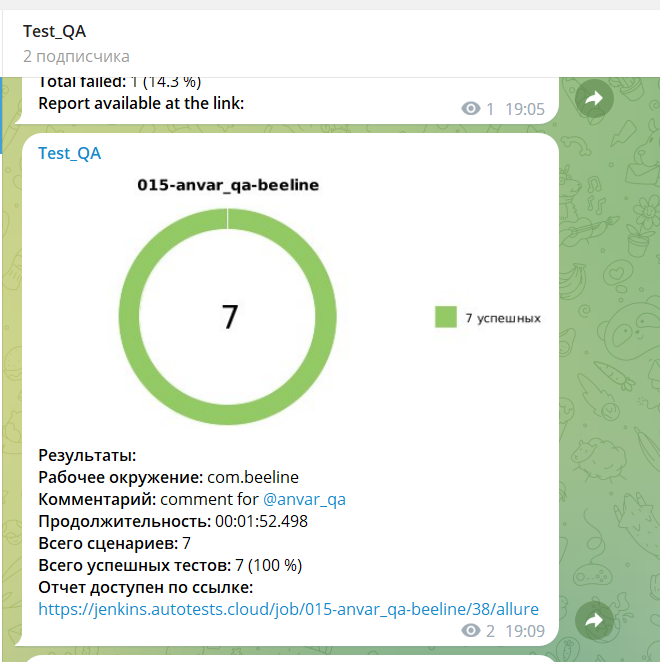 Test_QA
2 подписчика
Total failed: 1 (14.3 %)
Report available at the link:
1 19:05
Test_QA
015-anvar_qa-beeline
7
7 успешных
Результаты:
Рабочее окружение: com.beeline
Комментарий: comment for @anvar_qa
Продолжительность: 00:01:52.498
Всего сценариев: 7
Всего успешных тестов: 7 (100 %)
Отчет доступен по ссылке:
https://jenkins.autotests.cloud/job/015-anvar_qa-beeline/38/allure
2 19:09